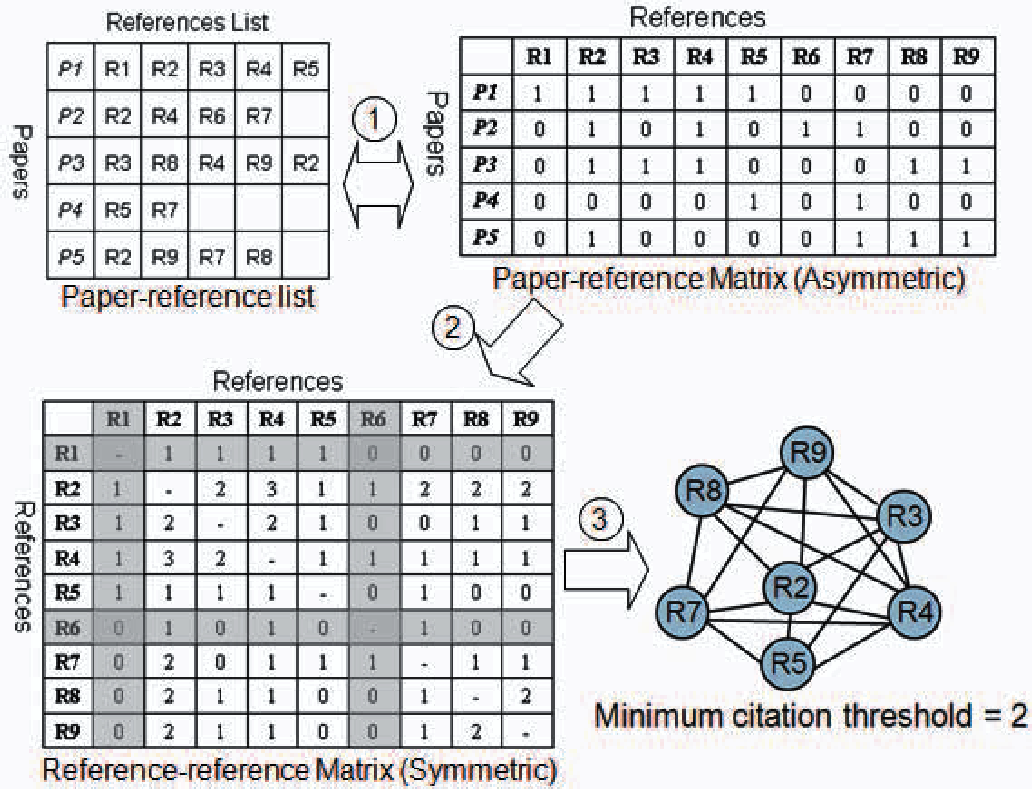 References List
Papers
P1 R1 R2 R3 R4 R5
P2 R2 R4 R6 R7
P3 R3 R8 R4 R9 R2
P4 R5 R7
P5 R2 R9 R7 R8
Paper-reference list
1
References
Papers
R1 R2 R3 R4 R5 R6 R7 R8 R9
P1 1 1 1 1 1 0 0 0 0
P2 0 1 0 1 0 1 1 0 0
P3 0 1 1 1 0 0 0 1 1
P4 0 0 0 0 1 0 1 0 0
P5 0 1 0 0 0 0 1 1 1
Paper-reference Matrix (Asymmetric)
2
References
References
R1 R2 R3 R4 R5 R6 R7 R8 R9
R1 - 1 1 1 1 0 0 0 0
R2 1 - 2 3 1 1 2 2 2
R3 1 2 - 2 1 0 0 1 1
R4 1 3 2 - 1 1 1 1 1
R5 1 1 1 1 - 0 1 0 0
R6 0 1 0 1 0 - 1 0 0
R7 0 2 0 1 1 1 - 1 1
R8 0 2 1 1 0 0 1 - 2
R9 0 2 1 1 0 0 1 2 -
Reference-reference Matrix (Symmetric)
3
R9
R8
R3
R2
R7
R4
R5
Minimum citation threshold = 2